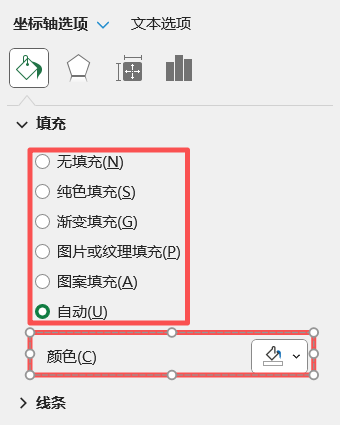 坐标轴选项 文本选项
填充
无填充(N)
纯色填充(S)
渐变填充(G)
图片或纹理填充(P)
图案填充(A)
自动(U)
颜色(C)
线条